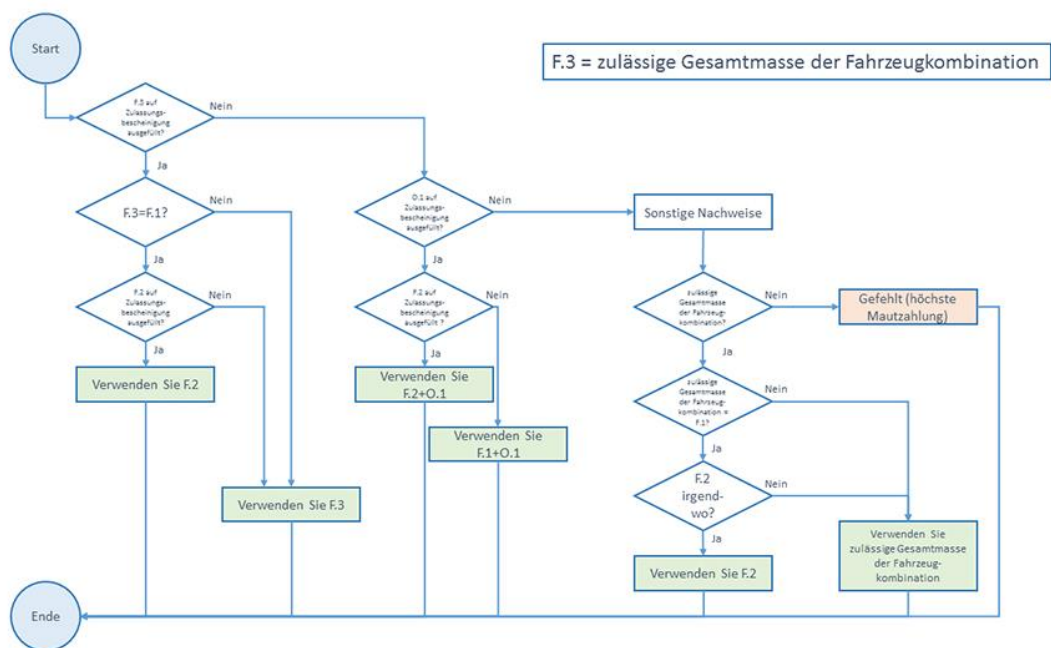 Start
F.3 = zulässige Gesamtmasse der Fahrzeugkombination
F.3 auf
Zulassungs-
bescheinigung
ausgefüllt?
Nein
Ja
F.3=F.1?
Nein
Ja
F.2 auf
Zulassungs-
bescheinigung
ausgefüllt?
Nein
Ja
Verwenden Sie F.2
Verwenden Sie F.3
O.1 auf
Zulassungs-
bescheinigung
ausgefüllt?
Nein
Ja
F.2 auf
Zulassungs-
bescheinigung
ausgefüllt ?
Nein
Ja
Verwenden Sie
F.2+O.1
Verwenden Sie
F.1+O.1
Sonstige Nachweise
zulässige
Gesamtmasse
der Fahrzeug-
kombination?
Nein
Gefehlt (höchste
Mautzahlung)
Ja
zulässige
Gesamtmasse
der Fahrzeug-
kombination =
F.1?
Nein
Ja
F.2
irgend-
wo?
Nein
Ja
Verwenden Sie F.2
Verwenden Sie
zulässige Gesamtmasse
der Fahrzeug-
kombination
Ende